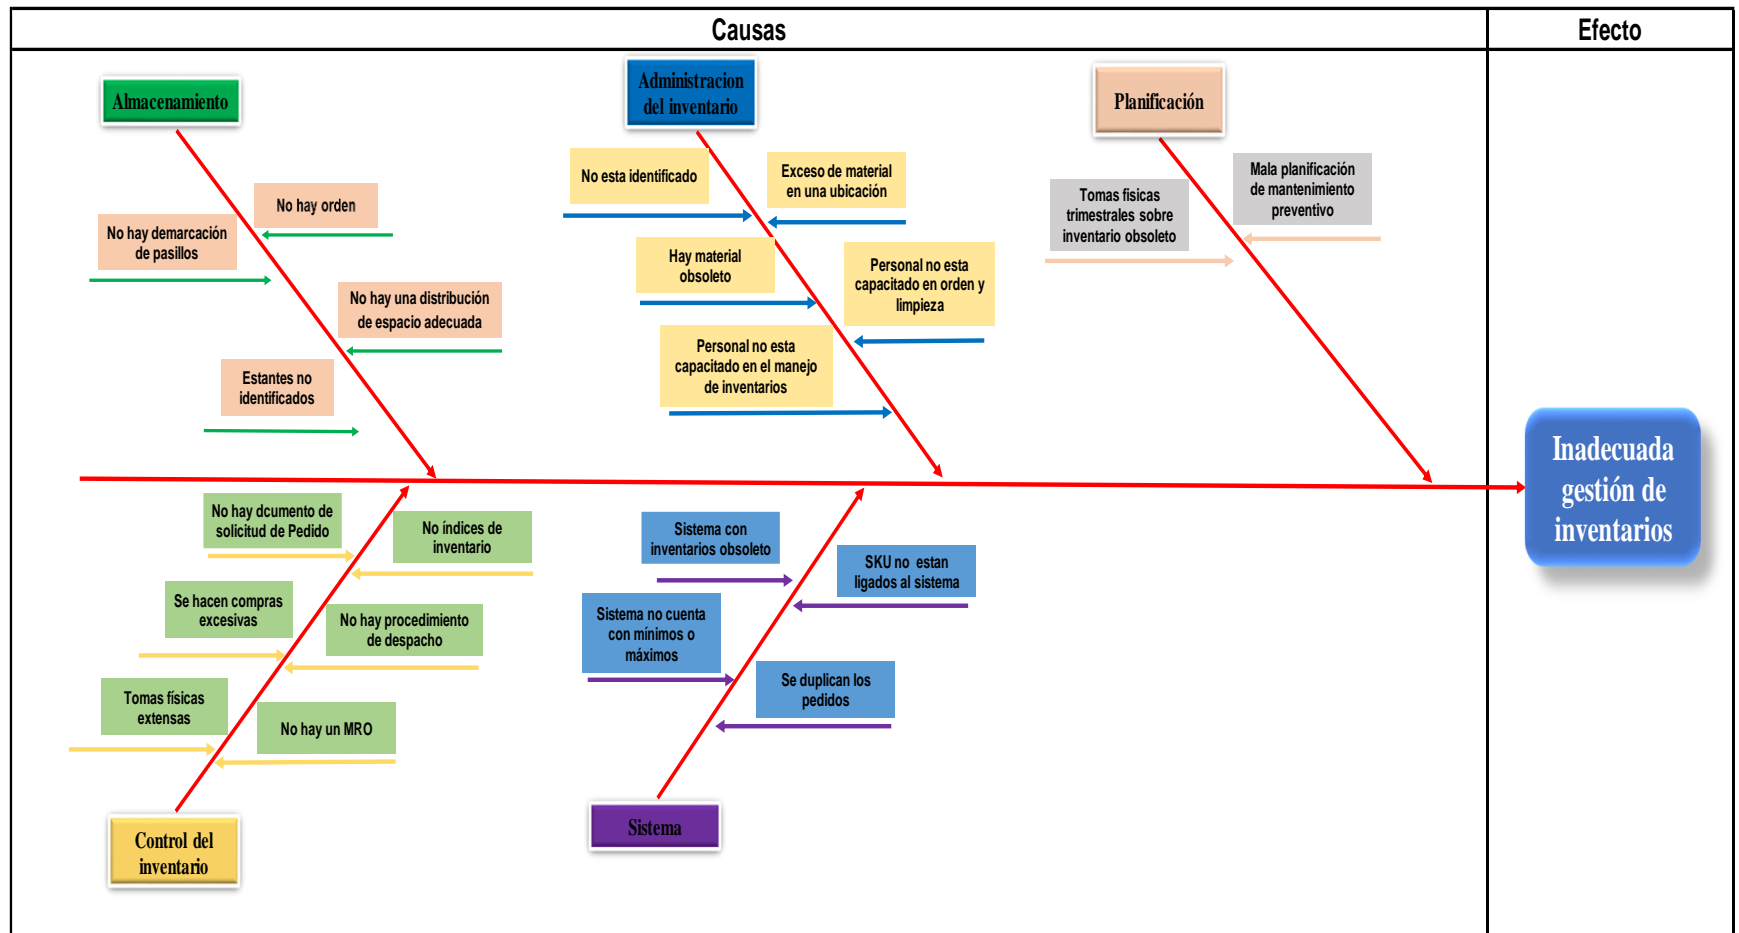 Causas
Efecto
Almacenamiento
No hay orden
No hay demarcación
de pasillos
No hay una distribución
de espacio adecuada
Estantes no
identificados
Administracion
del inventario
No esta identificado
Exceso de material
en una ubicación
Hay material
obsoleto
Personal no esta
capacitado en orden y
limpieza
Personal no esta
capacitado en el manejo
de inventarios
Planificación
Mala planificación
de mantenimiento
preventivo
Tomas fisicas
trimestrales sobre
inventario obsoleto
Inadecuada
gestión de
inventarios
No hay dcumento de
solicitud de Pedido
No índices de
inventario
Se hacen compras
excesivas
No hay procedimiento
de despacho
Tomas físicas
extensas
No hay un MRO
Control del
inventario
Sistema con
inventarios obsoleto
SKU no estan
ligados al sistema
Sistema no cuenta
con mínimos o
máximos
Se duplican los
pedidos
Sistema